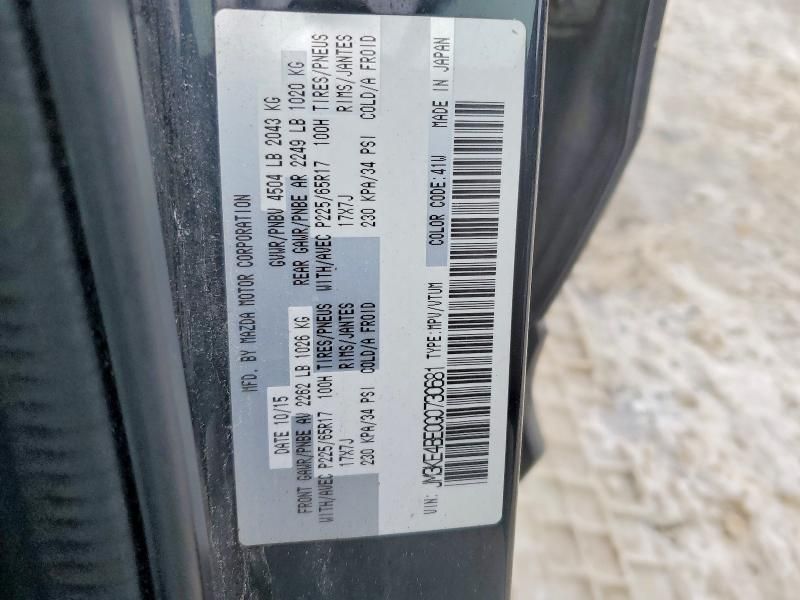 MFD. BY MAZDA MOTOR CORPORATION
DATE 10/15 GVWR/PNBV 4504 LB 2043 KG
FRONT GAWR/PNBE AV 2262 LB 1026 KG REAR GAWR/PNBE AR 2249 LB 1020 KG
WITH/AVEC P225/65R17 100H TIRES/PNEUS WITH/AVEC P225/65R17 100H TIRES/PNEUS
17X7J RIMS/JANTES 17X7J RIMS/JANTES
230 KPA/34 PSI COLD/A FROID 230 KPA/34 PSI COLD/A FROID
VIN: JM3KE4BE0G0730681 TYPE:MPV/VTUM COLOR CODE:41W MADE IN JAPAN